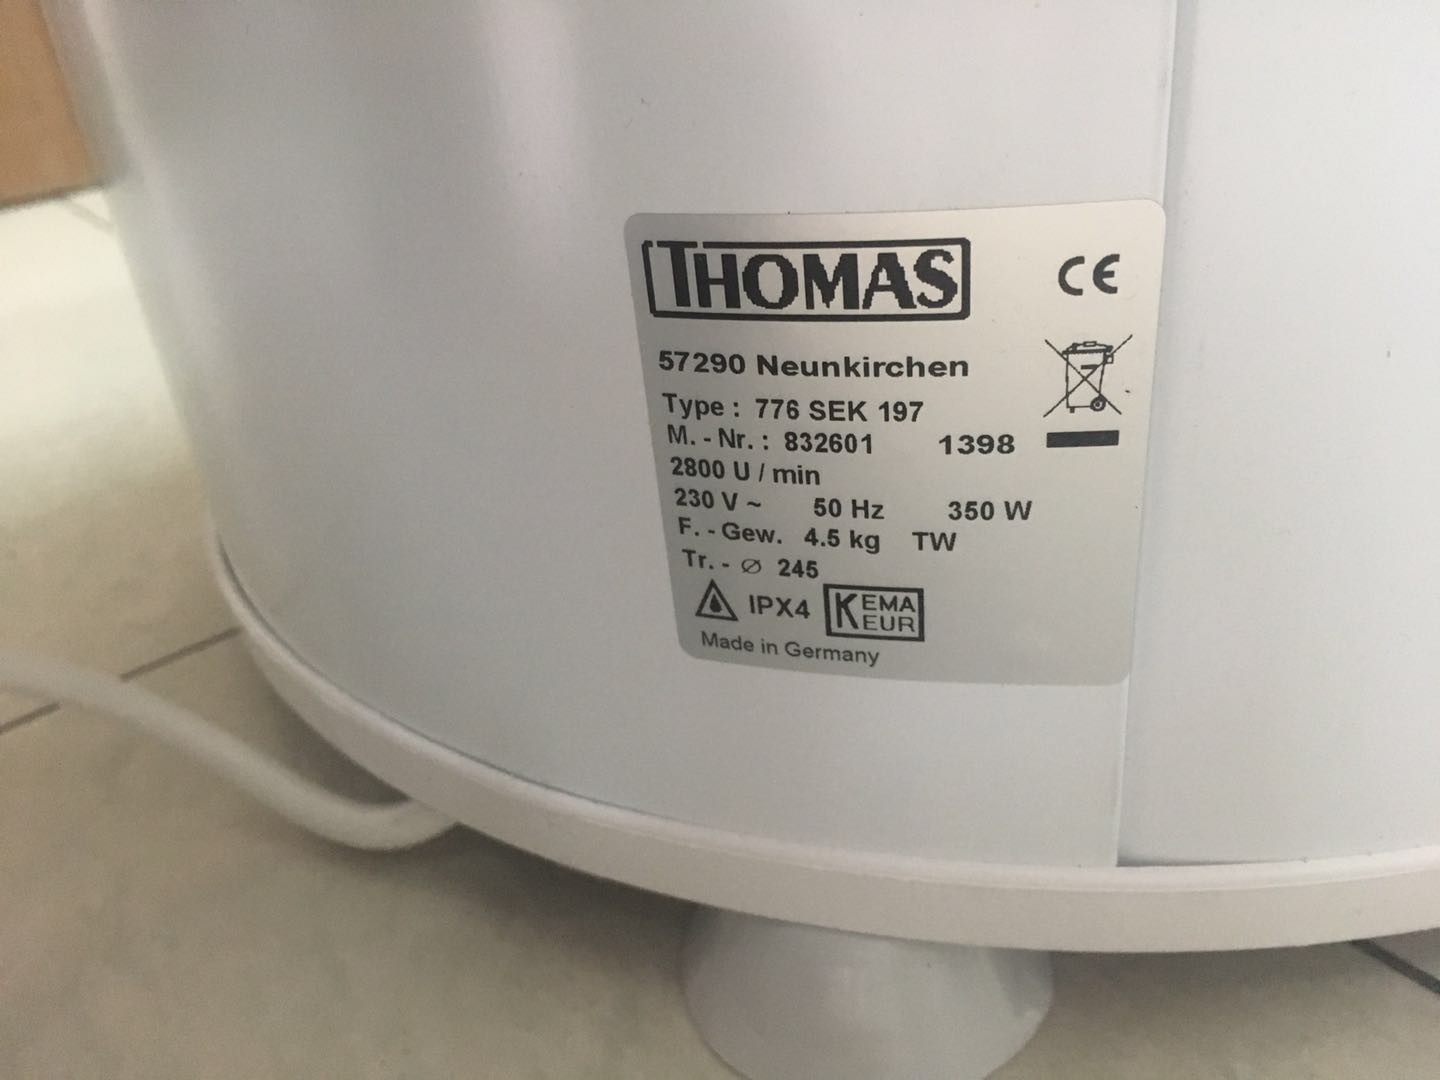 THOMAS CE
57290 Neunkirchen
Type : 776 SEK 197
M. - Nr. : 832601 1398
2800 U / min
230 V ~ 50 Hz 350 W
F. - Gew. 4.5 kg TW
Tr. - ∅ 245
IPX4 KEMA EUR
Made in Germany